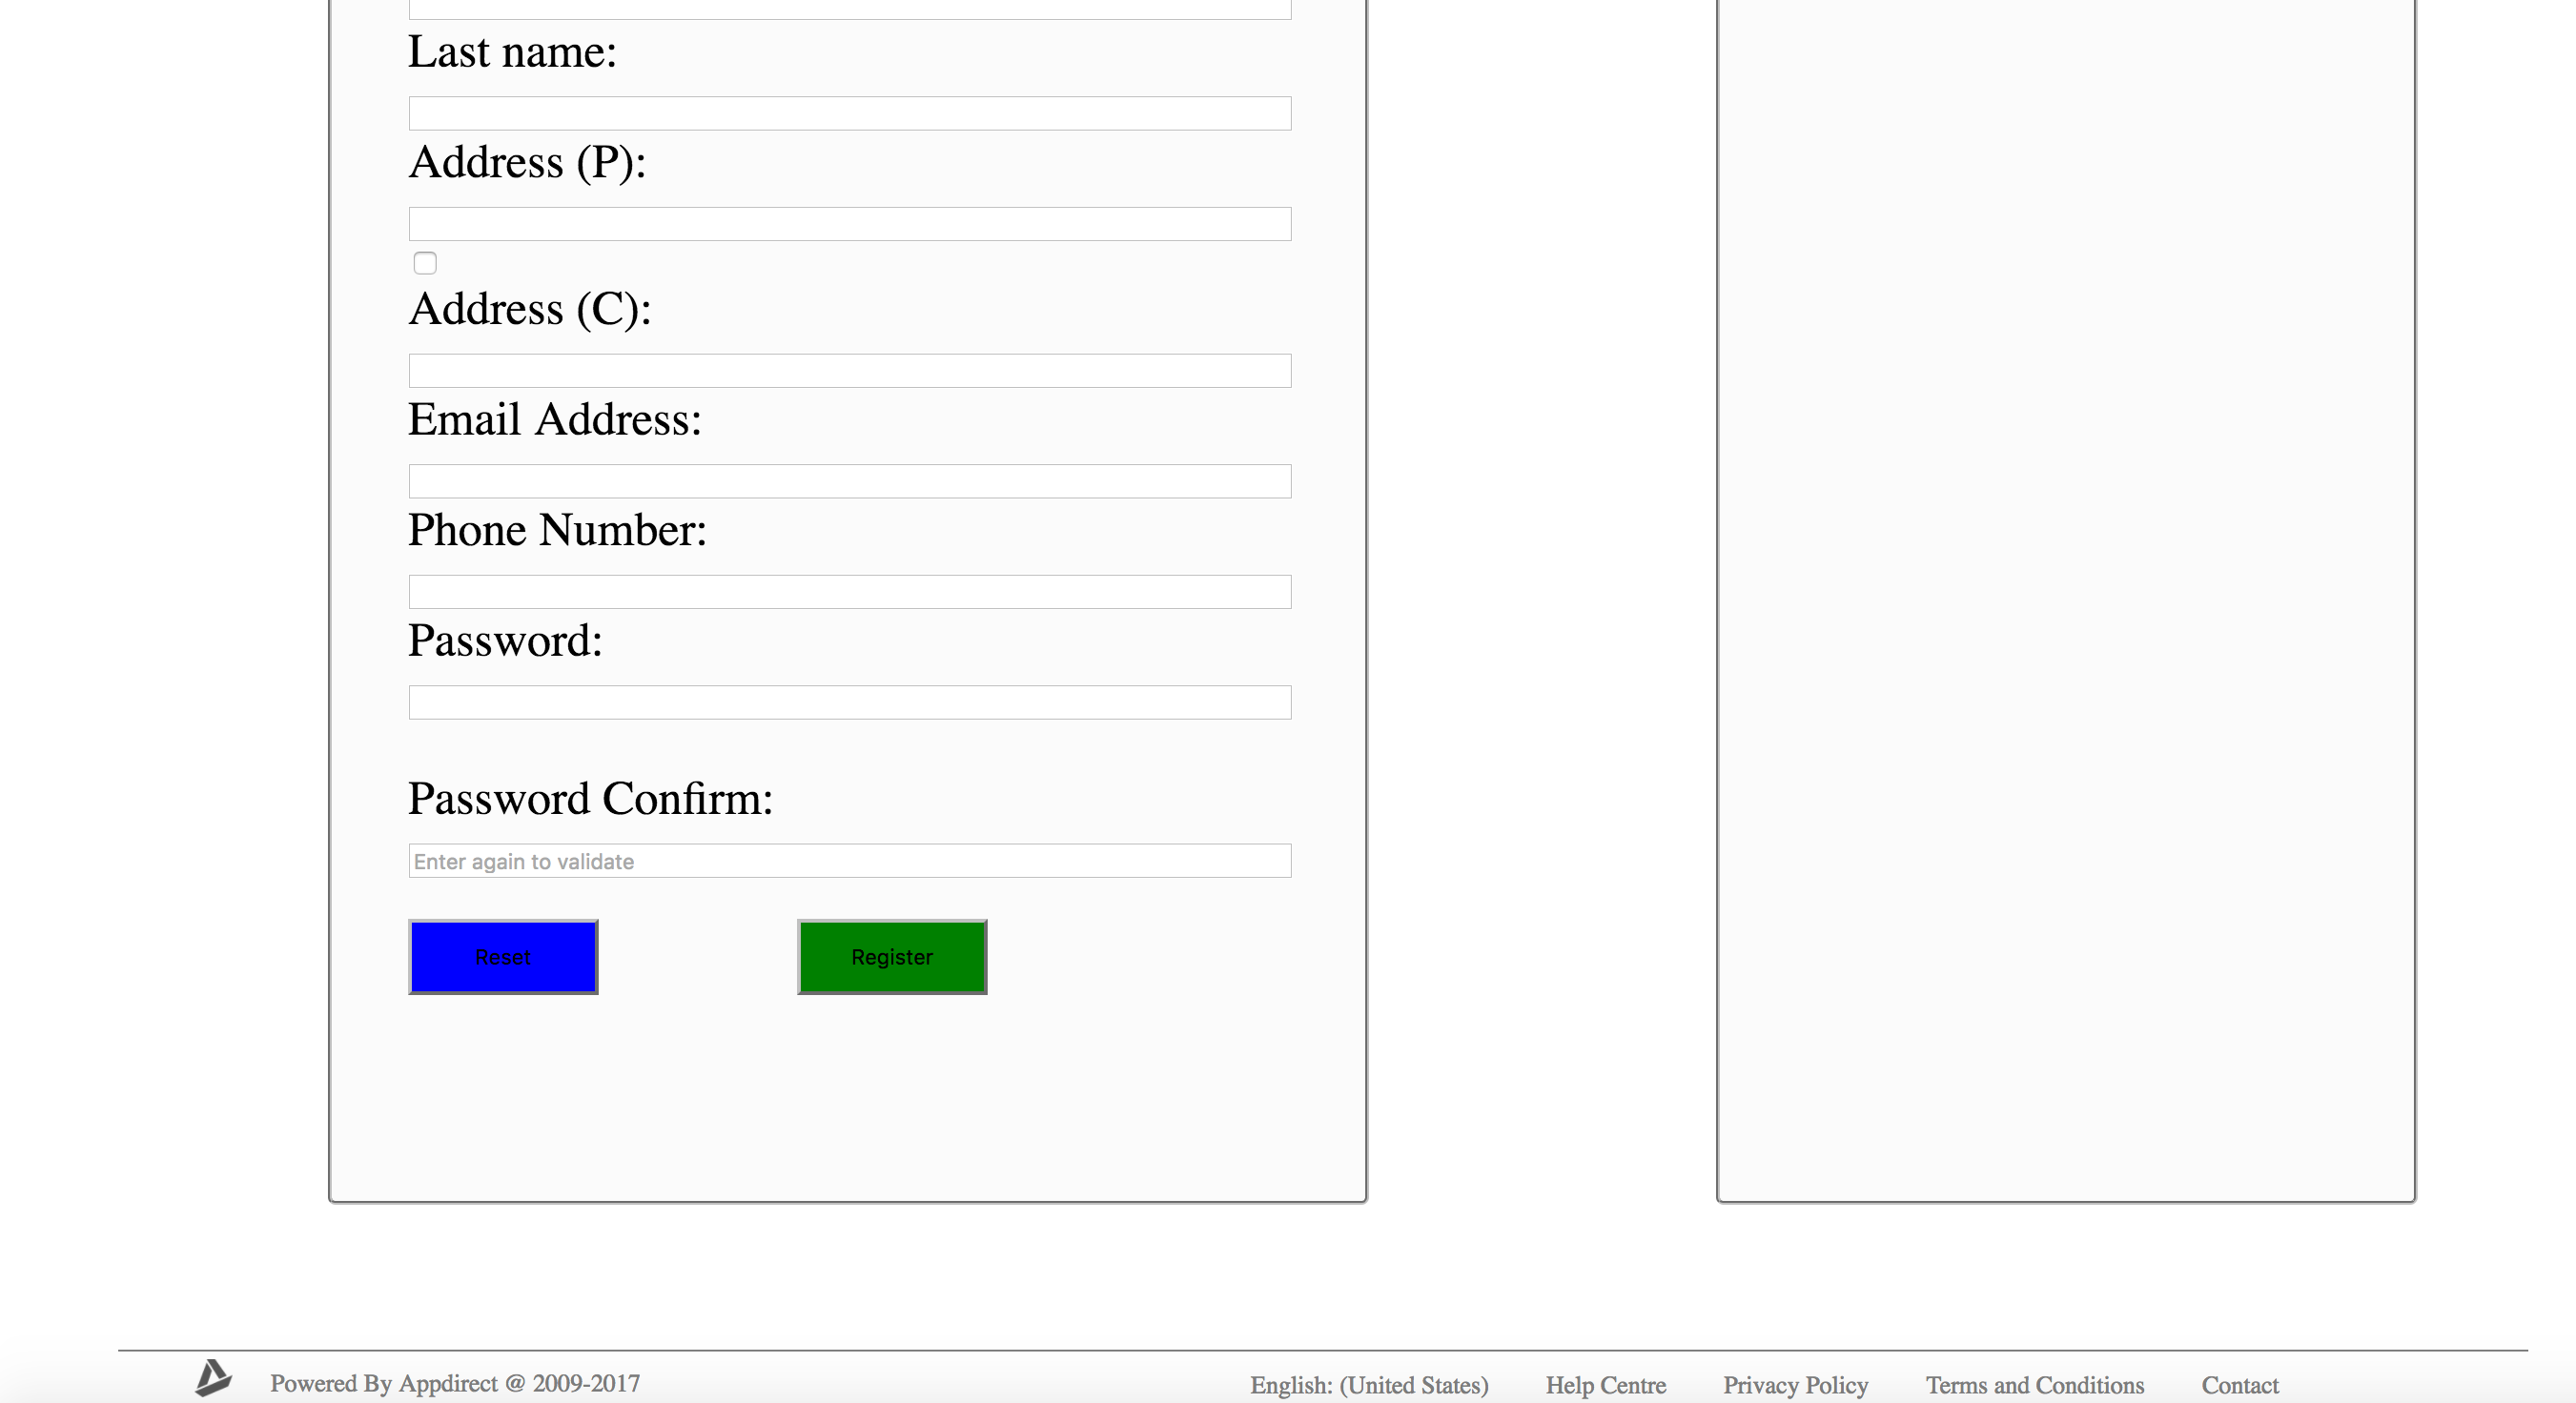 Last name:
Address (P):
Address (C):
Email Address:
Phone Number:
Password:
Password Confirm:
Enter again to validate
Reset Register
Powered By Appdirect @ 2009-2017 English: (United States) Help Centre Privacy Policy Terms and Conditions Contact